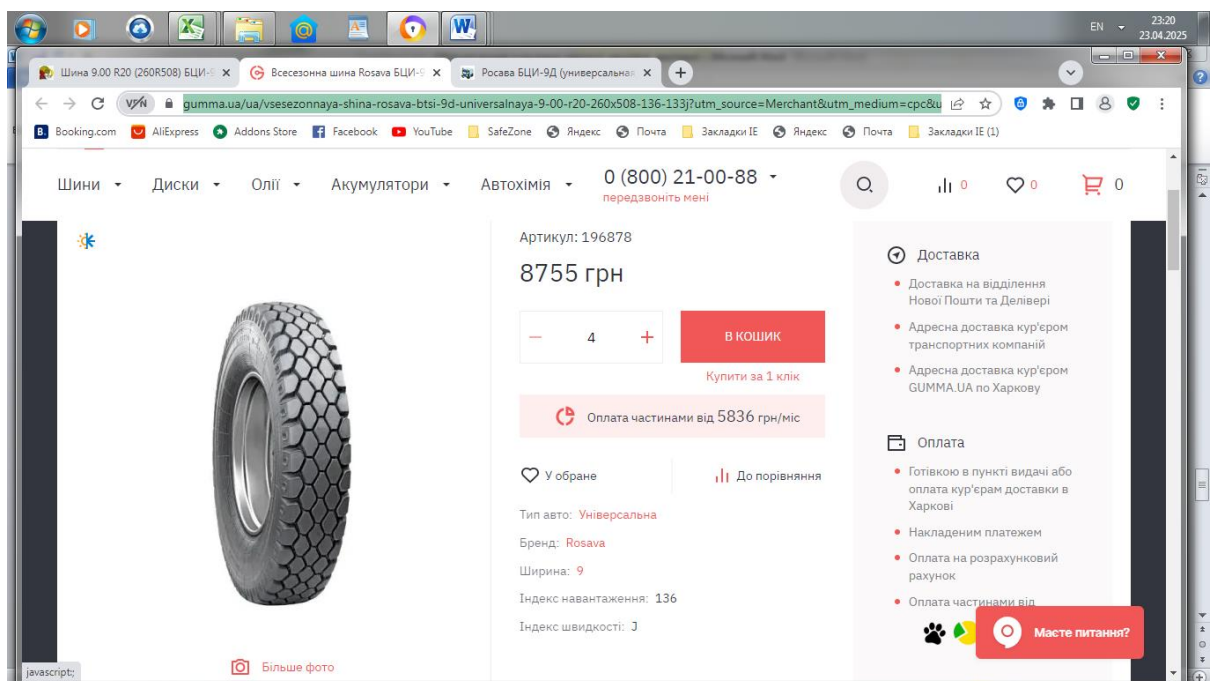 EN
23:20
23.04.2025
Шина 9.00 R20 (260R508) БЦИ-
Всесезонна шина Rosava БЦИ-9
Росава БЦИ-9Д (универсальная
VPN
gumma.ua/ua/vsesezonnaya-shina-rosava-btsi-9d-universalnaya-9-00-r20-260x508-136-133j?utm_source=Merchant&utm_medium=cpc&u
B. Booking.com
AliExpress
Addons Store
Facebook
YouTube
SafeZone
Яндекс
Почта
Закладки IE
Яндекс
Почта
Закладки IE (1)
Шини
Диски
Олії
Акумулятори
Автохімія
0 (800) 21-00-88
передзвоніть мені
0
0
0
Артикул: 196878
8755 грн
— 4 +
В КОШИК
Купити за 1 клік
Оплата частинами від 5836 грн/міс
У обране
До порівняння
Тип авто: Універсальна
Бренд: Rosava
Ширина: 9
Індекс навантаження: 136
Індекс швидкості: J
Більше фото
Доставка
Доставка на відділення
Нової Пошти та Делівері
Адресна доставка кур'єром
транспортних компаній
Адресна доставка кур'єром
GUMMA.UA по Харкову
Оплата
Готівкою в пункті видачі або
оплата кур'єрам доставки в
Харкові
Накладеним платежем
Оплата на розрахунковий
рахунок
Оплата частинами від
Маєте питання?
javascript:;